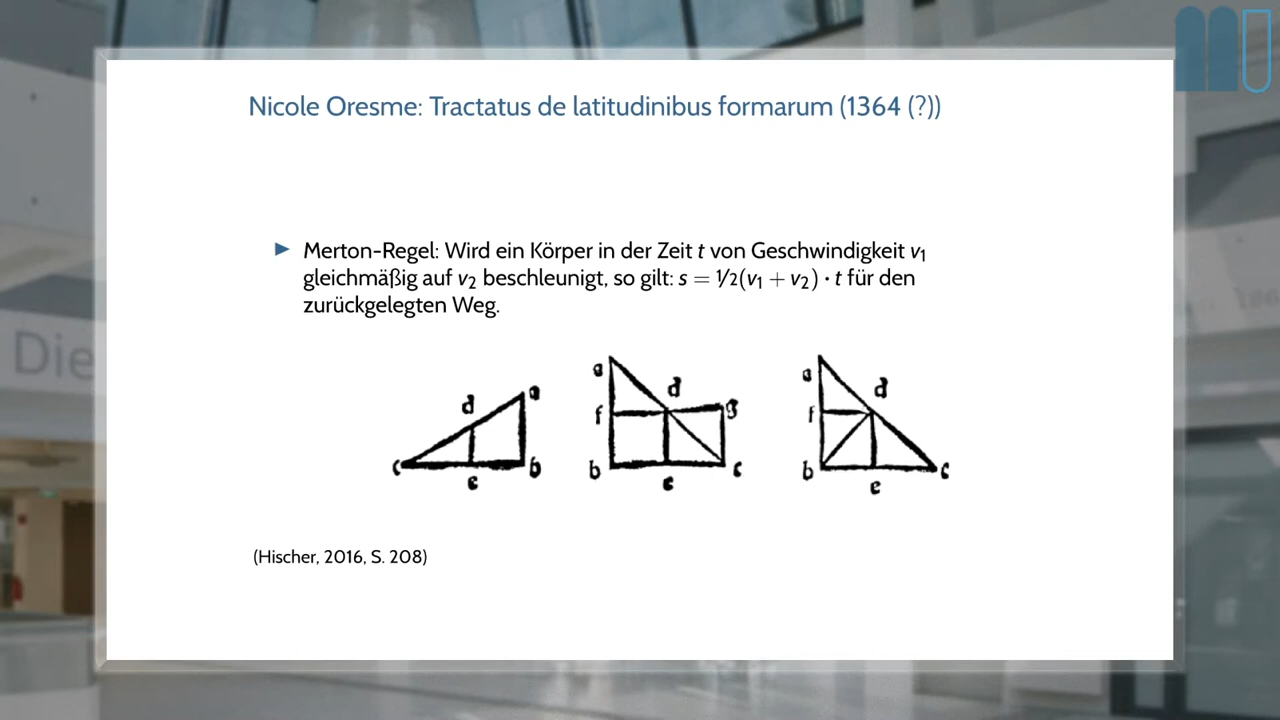 Nicole Oresme: Tractatus de latitudinibus formarum (1364 (?))
Merton-Regel: Wird ein Körper in der Zeit t von Geschwindigkeit v₁
gleichmäßig auf v₂ beschleunigt, so gilt: s = 1/2(v₁ + v₂) · t für den
zurückgelegten Weg.
d a
c e b
a d
f g
b e c
a d
f
b e c
(Hischer, 2016, S. 208)
Die